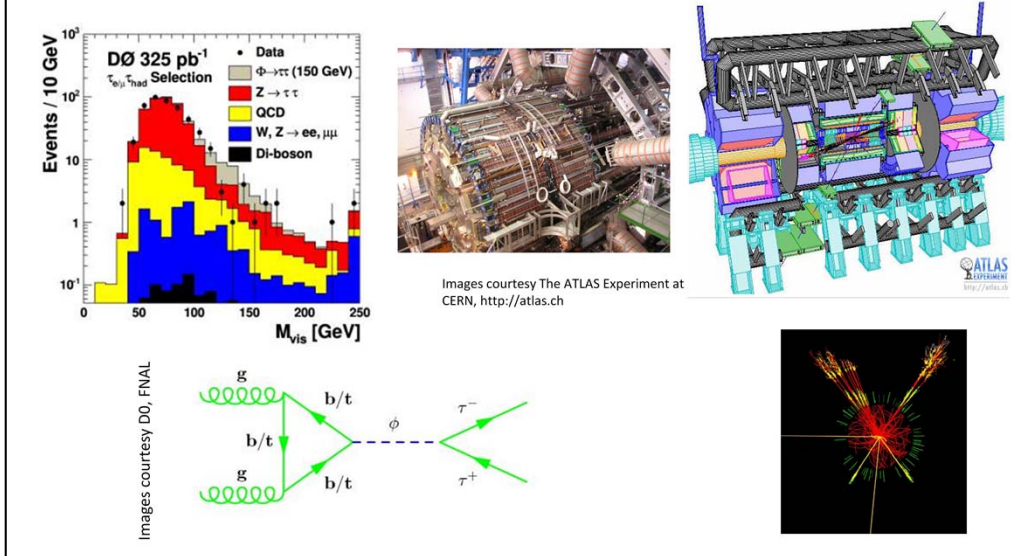 DØ 325 pb⁻¹
τₑ/μ τhad Selection
Data
Φ→ττ (150 GeV)
Z→ττ
QCD
W, Z→ee, μμ
Di-boson
Events / 10 GeV
10³
10²
10
1
10⁻¹
0 50 100 150 200 250
Mvis [GeV]
Images courtesy The ATLAS Experiment at
CERN, http://atlas.ch
ATLAS
EXPERIMENT
http://atlas.ch
Images courtesy D0, FNAL
g
b/t
b/t
ϕ
τ⁻
g
b/t
τ⁺